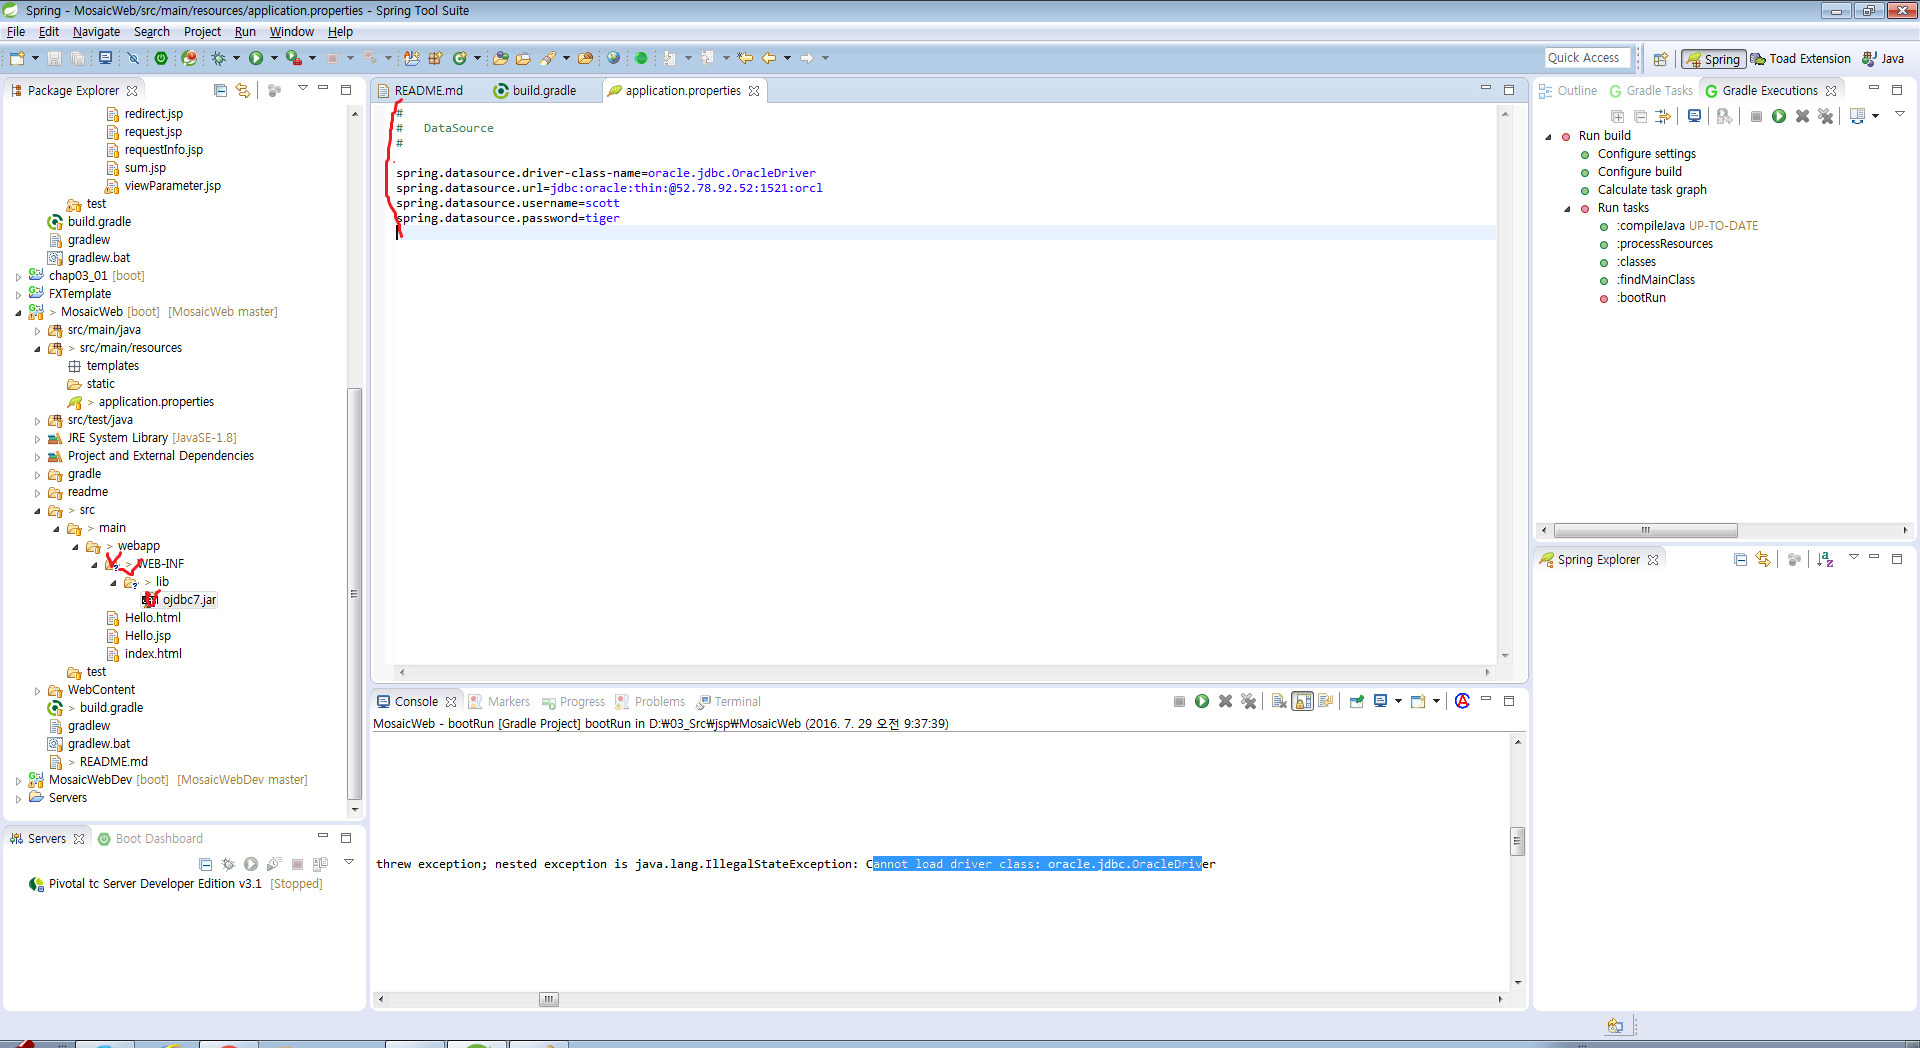 Spring - MosaicWeb/src/main/resources/application.properties - Spring Tool Suite
File Edit Navigate Search Project Run Window Help
Quick Access
Spring
Toad Extension
Java
Package Explorer
redirect.jsp
request.jsp
requestInfo.jsp
sum.jsp
viewParameter.jsp
test
build.gradle
gradlew
gradlew.bat
chap03_01 [boot]
FXTemplate
> MosaicWeb [boot] [MosaicWeb master]
src/main/java
> src/main/resources
templates
static
> application.properties
src/test/java
JRE System Library [JavaSE-1.8]
Project and External Dependencies
gradle
readme
> src
> main
> webapp
> WEB-INF
> lib
ojdbc7.jar
Hello.html
Hello.jsp
index.html
test
WebContent
> build.gradle
gradlew
gradlew.bat
> README.md
MosaicWebDev [boot] [MosaicWebDev master]
Servers
Servers
Boot Dashboard
Pivotal tc Server Developer Edition v3.1 [Stopped]
README.md
build.gradle
application.properties
#
# DataSource
#
spring.datasource.driver-class-name=oracle.jdbc.OracleDriver
spring.datasource.url=jdbc:oracle:thin:@52.78.92.52:1521:orcl
spring.datasource.username=scott
spring.datasource.password=tiger
Console
Markers
Progress
Problems
Terminal
MosaicWeb - bootRun [Gradle Project] bootRun in D:₩03_Src₩jsp₩MosaicWeb (2016. 7. 29 오전 9:37:39)
threw exception; nested exception is java.lang.IllegalStateException: Cannot load driver class: oracle.jdbc.OracleDriver
Outline
Gradle Tasks
Gradle Executions
Run build
Configure settings
Configure build
Calculate task graph
Run tasks
:compileJava UP-TO-DATE
:processResources
:classes
:findMainClass
:bootRun
Spring Explorer